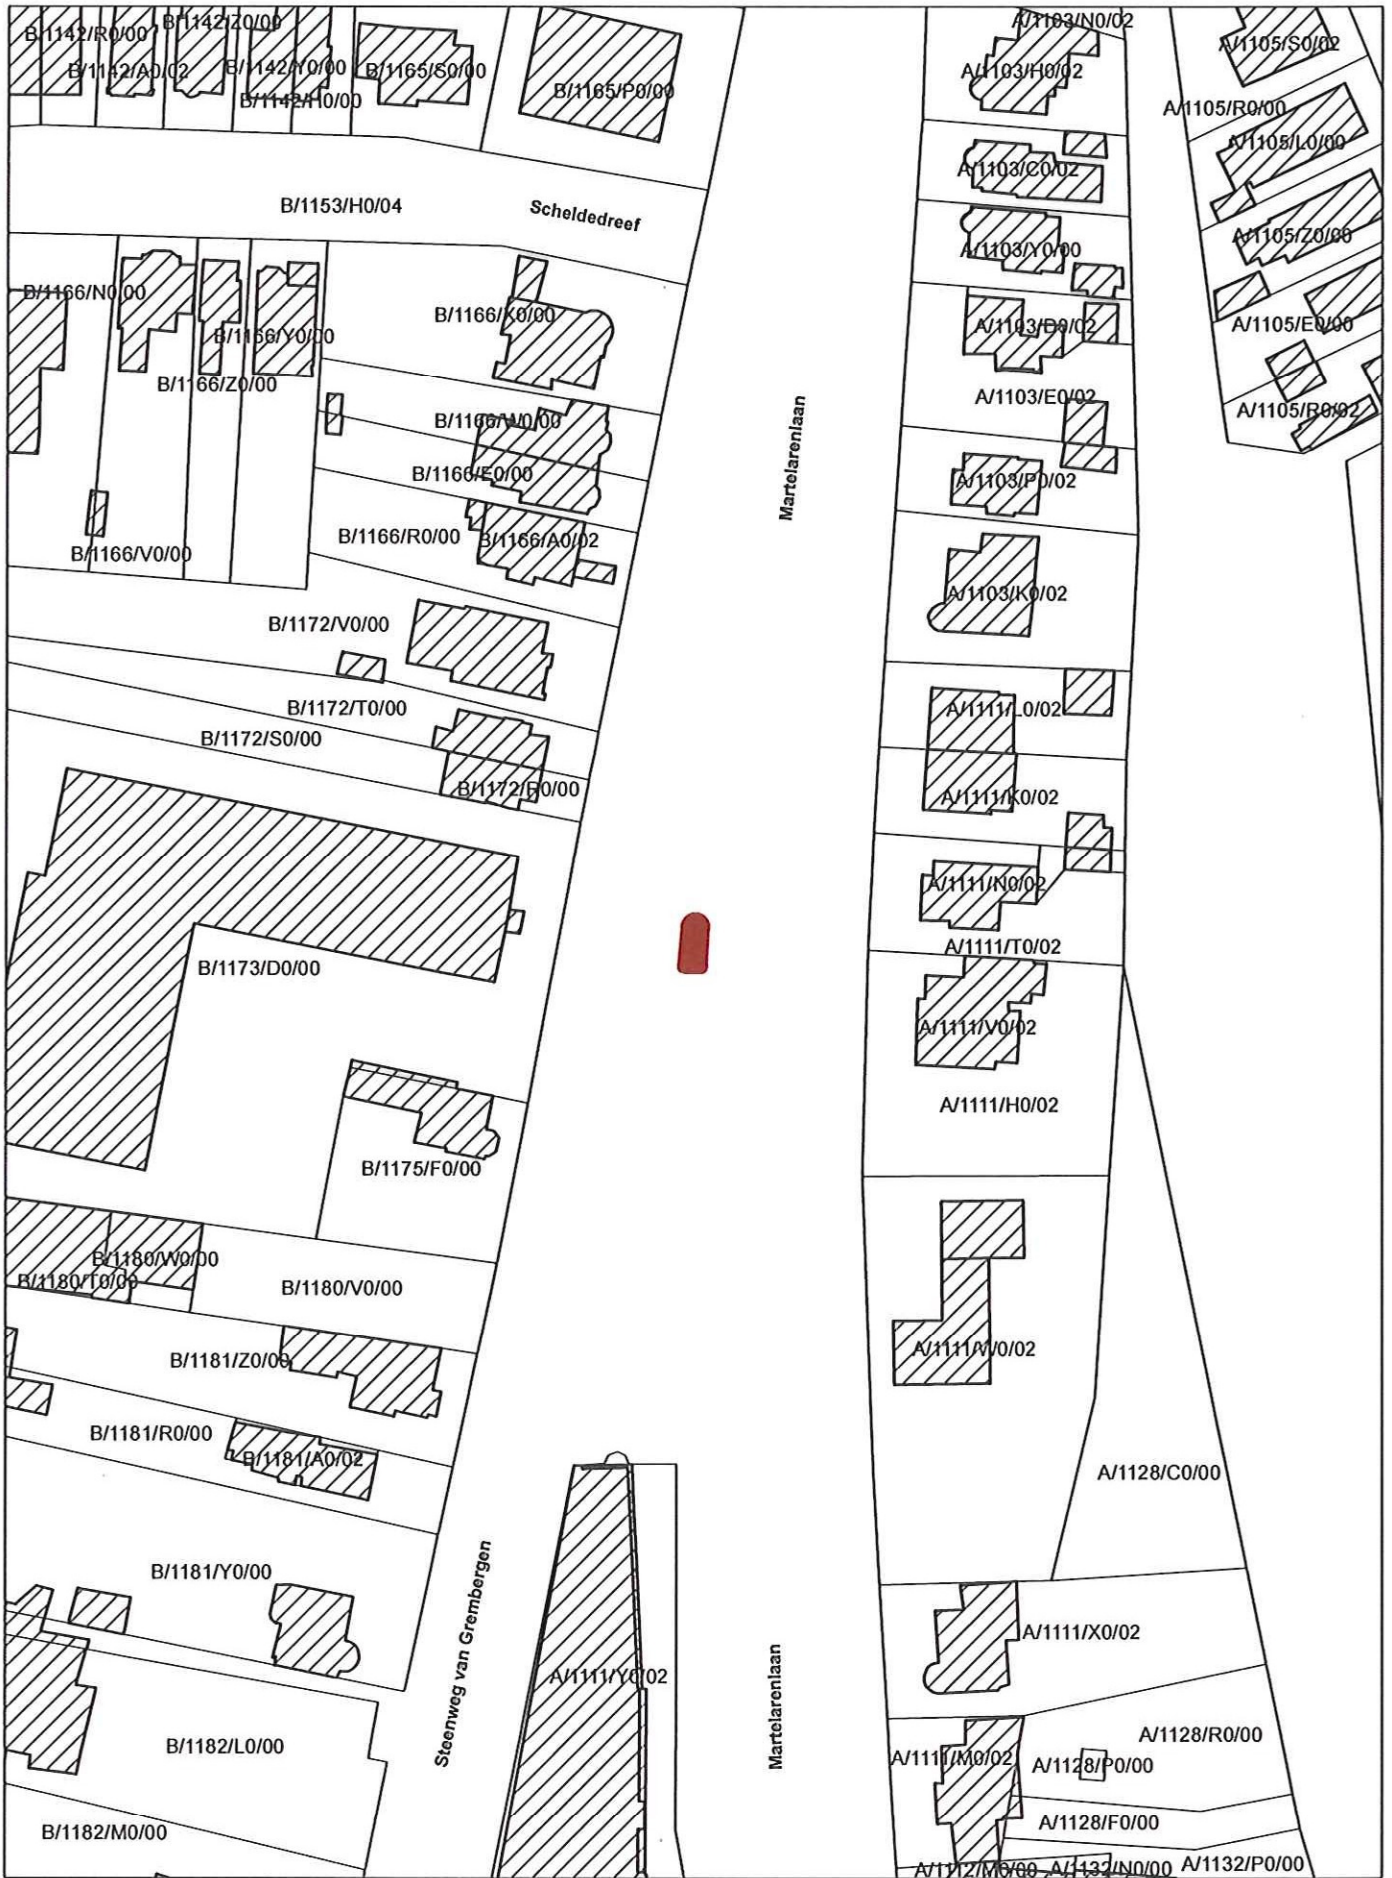 B/1142/R0/00
B/1142/Z0/00
B/1142/A0/02
B/1142/Y0/00
B/1142/H0/00
B/1165/S0/00
B/1165/P0/00
A/1103/N0/02
A/1103/H0/02
A/1105/S0/02
A/1105/R0/00
A/1105/L0/00
A/1103/C0/02
B/1153/H0/04
Scheldedreef
A/1103/Y0/00
A/1105/Z0/00
B/1166/N0/00
B/1166/X0/00
B/1166/Y0/00
A/1103/D0/02
A/1105/E0/00
B/1166/Z0/00
A/1103/E0/02
A/1105/R0/02
B/1166/W0/00
Martelarenlaan
B/1166/E0/00
A/1103/P0/02
B/1166/R0/00
B/1166/A0/02
B/1166/V0/00
A/1103/K0/02
B/1172/V0/00
B/1172/T0/00
A/1111/L0/02
B/1172/S0/00
B/1172/R0/00
A/1111/K0/02
A/1111/N0/02
A/1111/T0/02
B/1173/D0/00
A/1111/V0/02
A/1111/H0/02
B/1175/F0/00
B/1180/W0/00
B/1180/T0/00
B/1180/V0/00
A/1111/W0/02
B/1181/Z0/00
B/1181/R0/00
B/1181/A0/02
A/1128/C0/00
B/1181/Y0/00
Steenweg van Grembergen
A/1111/X0/02
A/1111/Y0/02
Martelarenlaan
B/1182/L0/00
A/1128/R0/00
A/1111/M0/02
A/1128/P0/00
B/1182/M0/00
A/1128/F0/00
A/1112/M0/00
A/1132/N0/00
A/1132/P0/00